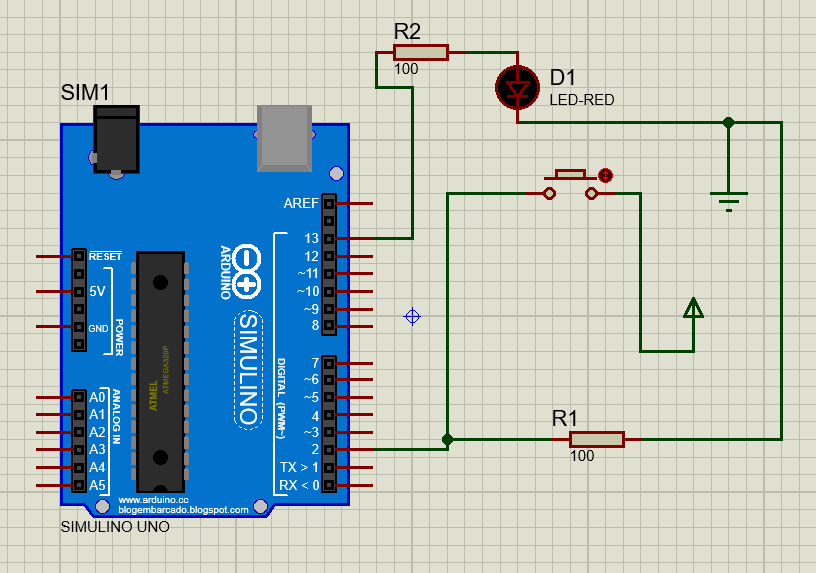 R2
100
D1
LED-RED
SIM1
AREF
13
12
~11
~10
~9
8
RESET
5V
GND
POWER
ARDUINO
SIMULINO
ATMEL
ATMEGA328P
DIGITAL (PWM~)
7
~6
~5
4
~3
2
TX > 1
RX < 0
A0
A1
A2
A3
A4
A5
ANALOG IN
www.arduino.cc
blogembarcado.blogspot.com
SIMULINO UNO
R1
100